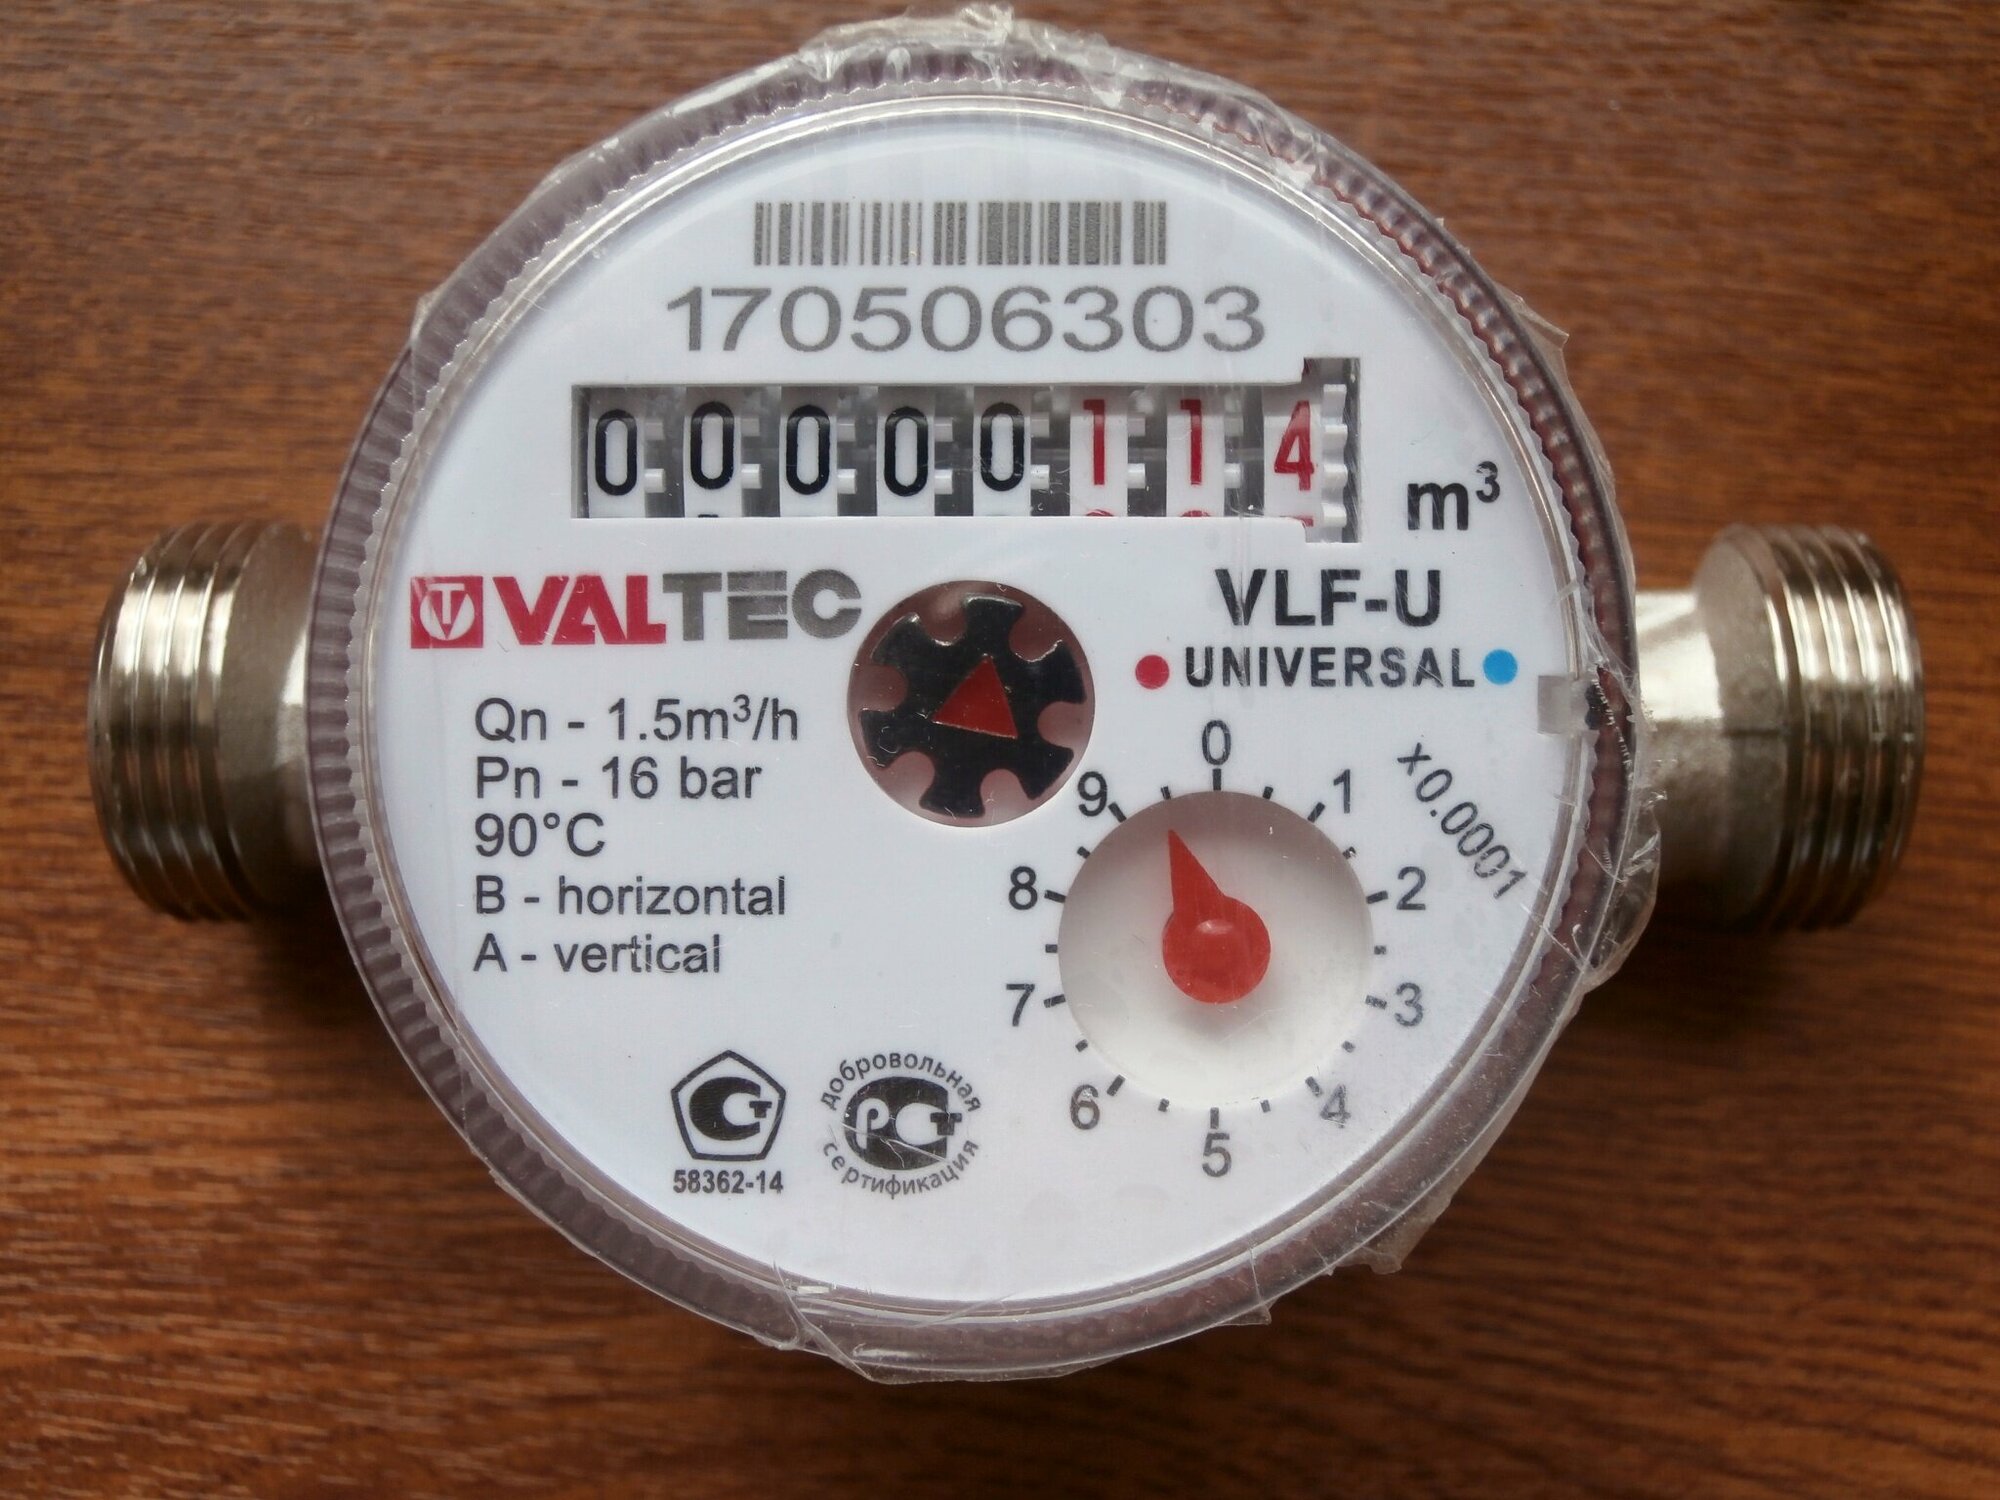 170506303
00000114
m³
VALTEC
VLF-U
UNIVERSAL
Qn - 1.5m³/h
Pn - 16 bar
90°C
B - horizontal
A - vertical
x0.0001
0
1
2
3
4
5
6
7
8
9
58362-14
добровольная
РСТ
сертификация